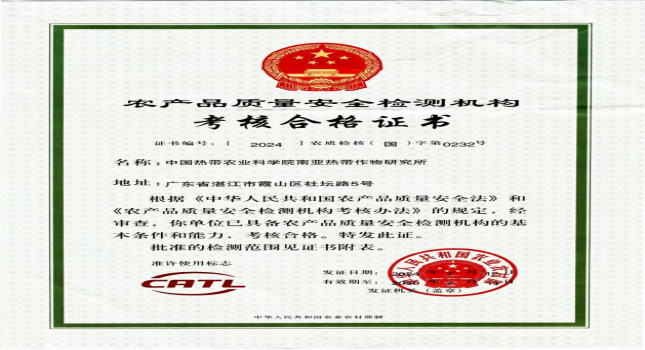 农产品质量安全检测机构
考核合格证书
证书编号：[ 2024 ]农质检核（国）字第0232号
名称：中国热带农业科学院南亚热带作物研究所
地址：广东省湛江市霞山区社坛路5号
根据《中华人民共和国农产品质量安全法》和
《农产品质量安全检测机构考核办法》的规定，经
审查，你单位已具备农产品质量安全检测机构的基
本条件和能力，考核合格。特发此证。
批准的检测范围见证书附表。
准许使用标志
CATL
发证日期：
有效期至：
发证机关（盖章）
中华人民共和国农业农村部制